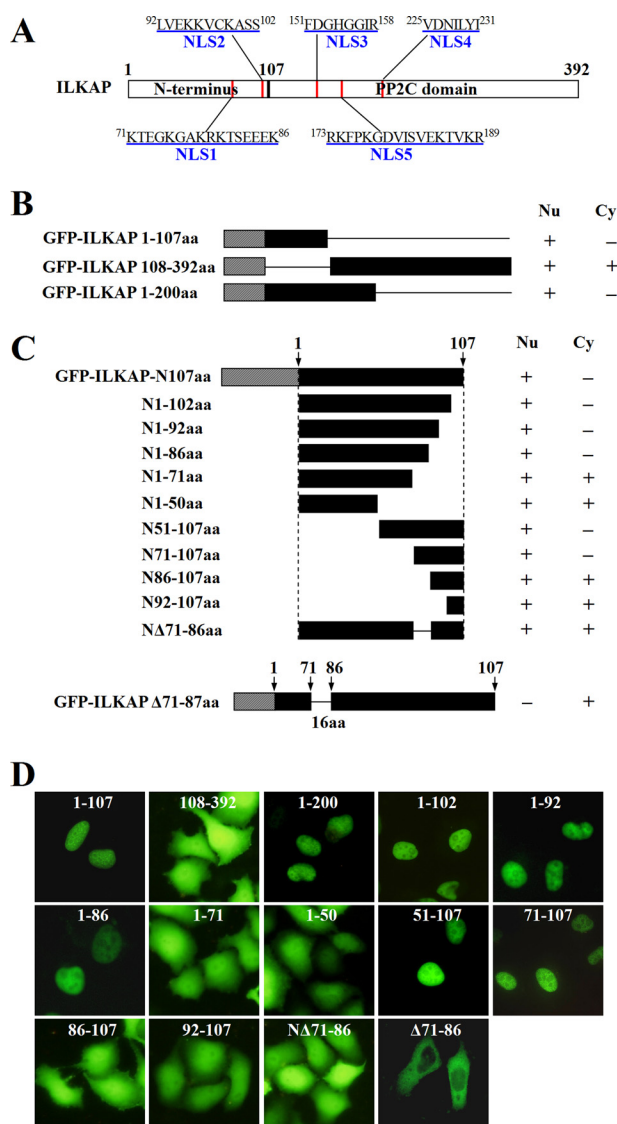 A
⁹²LVEKKVCKASS¹⁰² ¹⁵¹FDGHGGIR¹⁵⁸ ²²⁵VDNILYI²³¹
NLS2 NLS3 NLS4
1 107 392
ILKAP N-terminus PP2C domain
⁷¹KTEGKGAKRKTSEEEK⁸⁶ ¹⁷³RKFPKGDVISVEKTVKR¹⁸⁹
NLS1 NLS5
B
Nu Cy
GFP-ILKAP 1-107aa + –
GFP-ILKAP 108-392aa + +
GFP-ILKAP 1-200aa + –
C
1 107 Nu Cy
GFP-ILKAP-N107aa + –
N1-102aa + –
N1-92aa + –
N1-86aa + –
N1-71aa + +
N1-50aa + +
N51-107aa + –
N71-107aa + –
N86-107aa + +
N92-107aa + +
NΔ71-86aa + +
1 71 86 107
GFP-ILKAP Δ71-87aa – +
16aa
D
1-107 108-392 1-200 1-102 1-92
1-86 1-71 1-50 51-107 71-107
86-107 92-107 NΔ71-86 Δ71-86